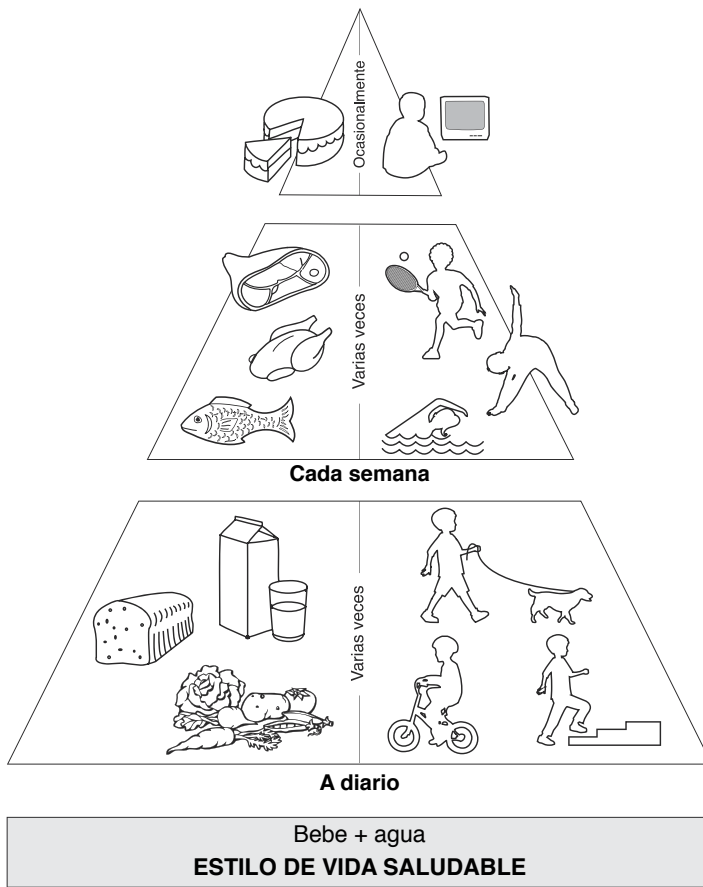 Ocasionalmente
Varias veces
Cada semana
Varias veces
A diario
Bebe + agua
ESTILO DE VIDA SALUDABLE